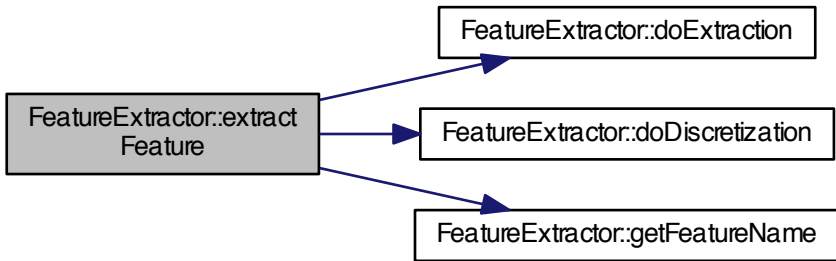 FeatureExtractor::doExtraction
FeatureExtractor::extract
Feature
FeatureExtractor::doDiscretization
FeatureExtractor::getFeatureName